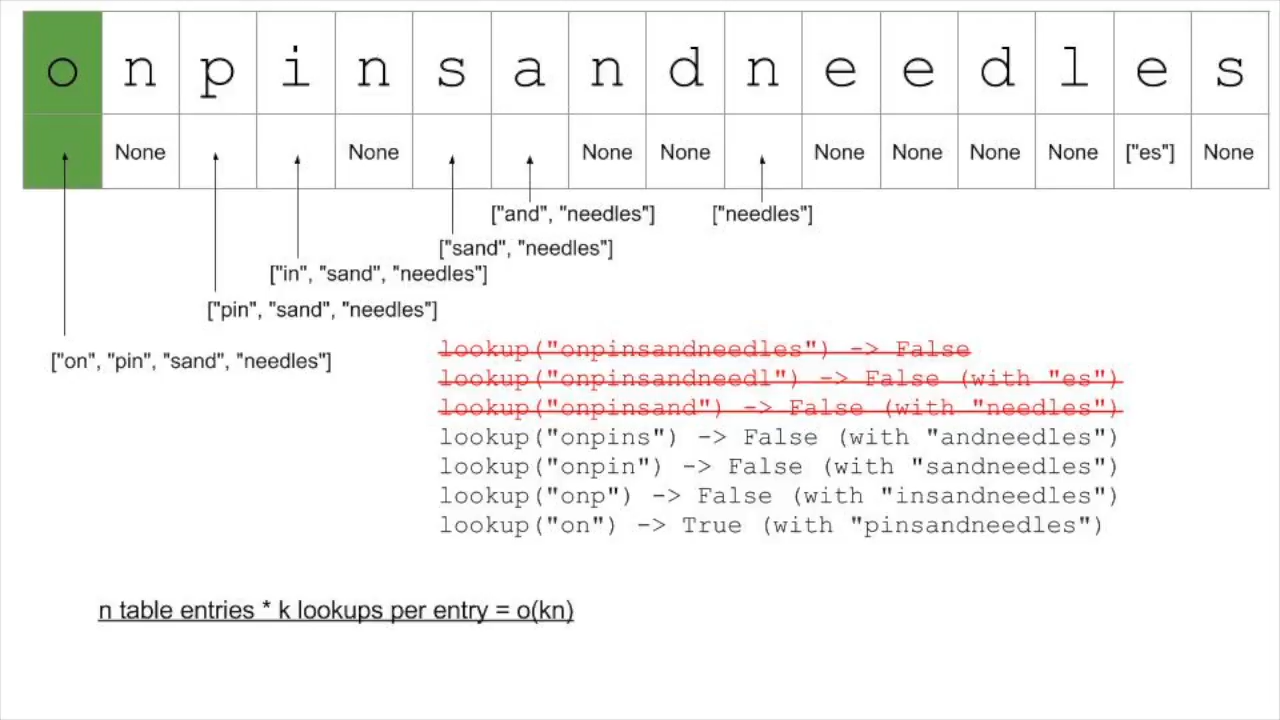 o n p i n s a n d n e e d l e s
None None None None None None None None ["es"] None
["and", "needles"] ["needles"]
["sand", "needles"]
["in", "sand", "needles"]
["pin", "sand", "needles"]
["on", "pin", "sand", "needles"]
lookup("onpinsandneedles") -> False
lookup("onpinsandneedl") -> False (with "es")
lookup("onpinsand") -> False (with "needles")
lookup("onpins") -> False (with "andneedles")
lookup("onpin") -> False (with "sandneedles")
lookup("onp") -> False (with "insandneedles")
lookup("on") -> True (with "pinsandneedles")
n table entries * k lookups per entry = o(kn)